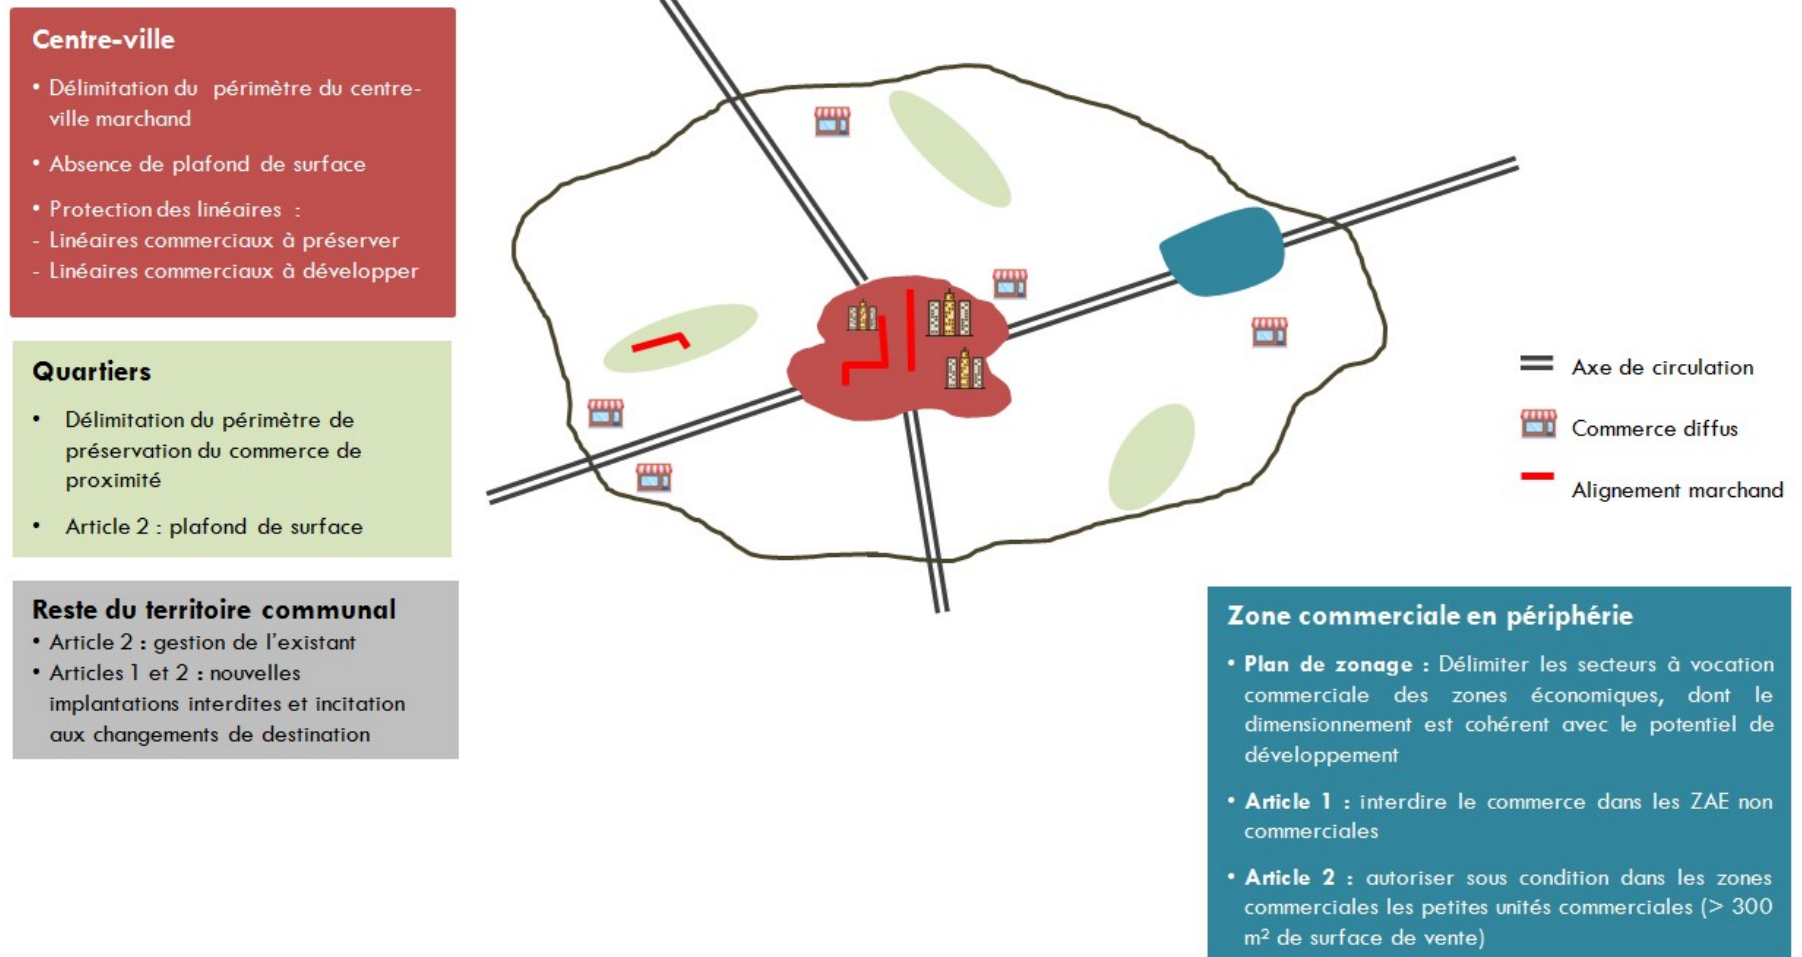 Centre-ville
• Délimitation du périmètre du centre-
ville marchand
• Absence de plafond de surface
• Protection des linéaires :
- Linéaires commerciaux à préserver
- Linéaires commerciaux à développer
Quartiers
• Délimitation du périmètre de
préservation du commerce de
proximité
• Article 2 : plafond de surface
Reste du territoire communal
• Article 2 : gestion de l'existant
• Articles 1 et 2 : nouvelles
implantations interdites et incitation
aux changements de destination
Axe de circulation
Commerce diffus
Alignement marchand
Zone commerciale en périphérie
• Plan de zonage : Délimiter les secteurs à vocation
commerciale des zones économiques, dont le
dimensionnement est cohérent avec le potentiel de
développement
• Article 1 : interdire le commerce dans les ZAE non
commerciales
• Article 2 : autoriser sous condition dans les zones
commerciales les petites unités commerciales (> 300
m² de surface de vente)